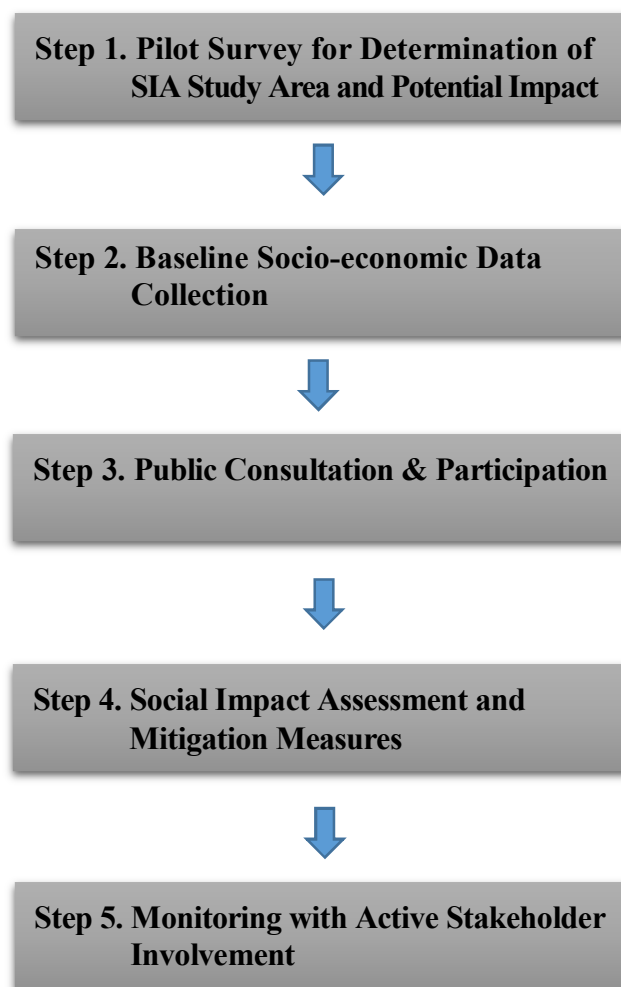 Step 1. Pilot Survey for Determination of
SIA Study Area and Potential Impact
Step 2. Baseline Socio-economic Data
Collection
Step 3. Public Consultation & Participation
Step 4. Social Impact Assessment and
Mitigation Measures
Step 5. Monitoring with Active Stakeholder
Involvement